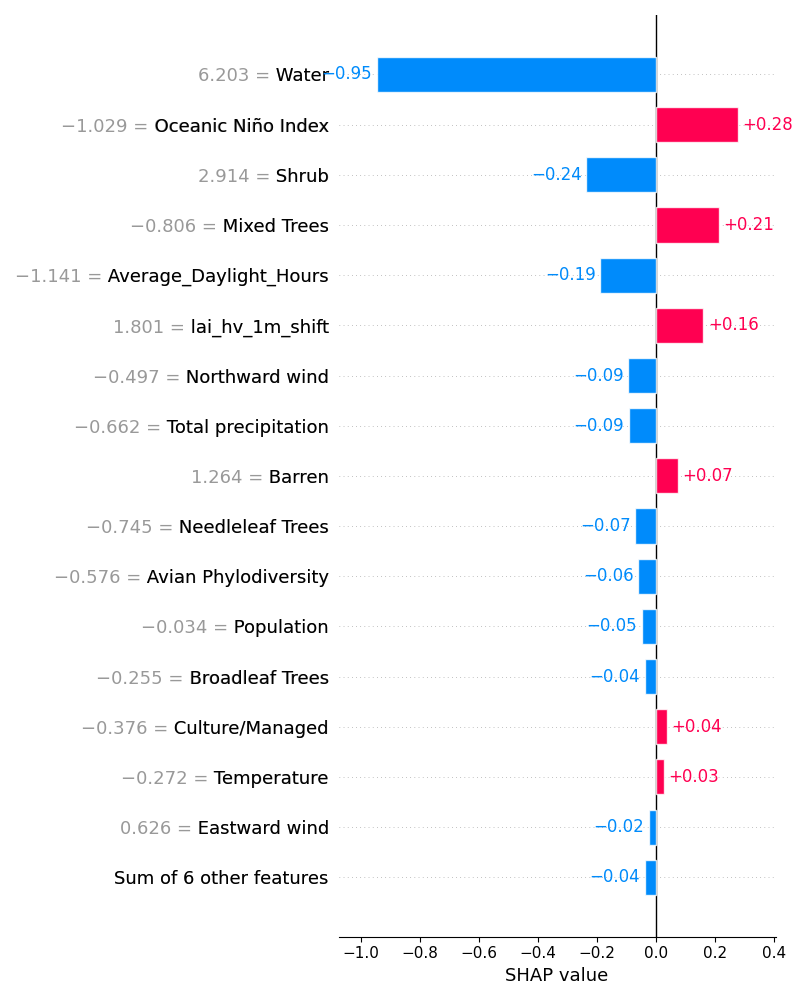 6.203 = Water −0.95
−1.029 = Oceanic Niño Index +0.28
2.914 = Shrub −0.24
−0.806 = Mixed Trees +0.21
−1.141 = Average_Daylight_Hours −0.19
1.801 = lai_hv_1m_shift +0.16
−0.497 = Northward wind −0.09
−0.662 = Total precipitation −0.09
1.264 = Barren +0.07
−0.745 = Needleleaf Trees −0.07
−0.576 = Avian Phylodiversity −0.06
−0.034 = Population −0.05
−0.255 = Broadleaf Trees −0.04
−0.376 = Culture/Managed +0.04
−0.272 = Temperature +0.03
0.626 = Eastward wind −0.02
Sum of 6 other features −0.04
−1.0 −0.8 −0.6 −0.4 −0.2 0.0 0.2 0.4
SHAP value